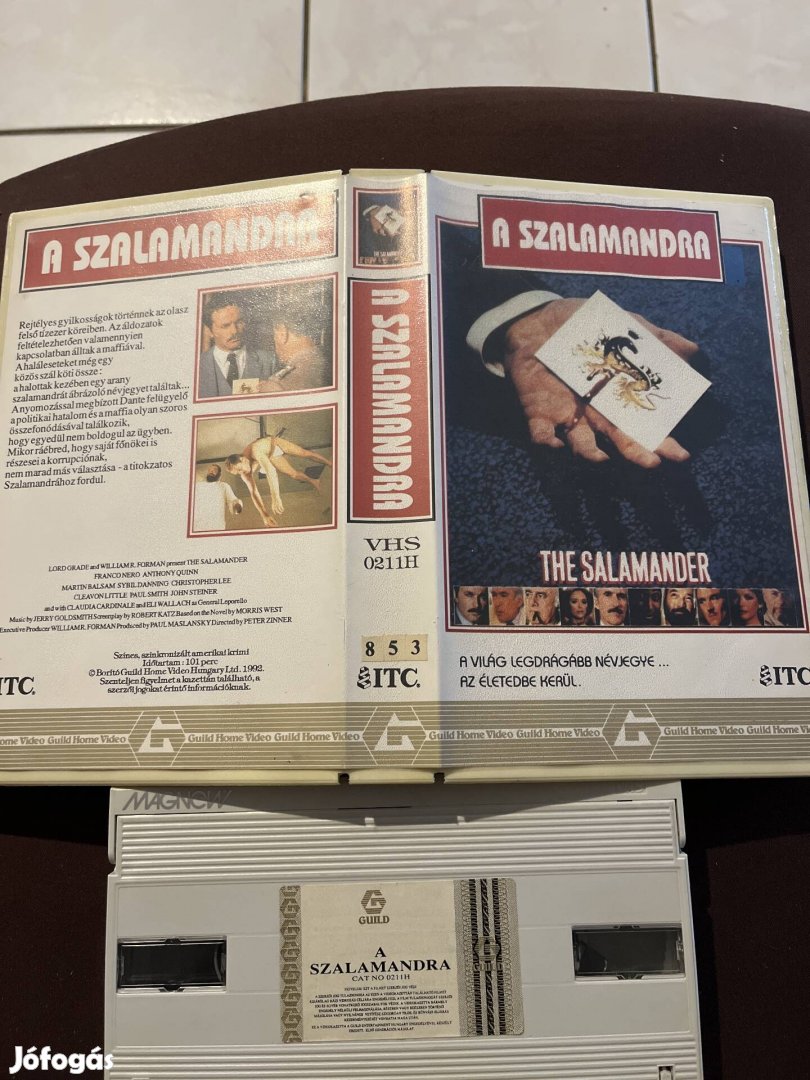 A SZALAMANDRA
Rejtélyes gyilkosságok történnek az olasz
felső tízezer köreiben. Az áldozatok
feltételezhetően valamennyien
kapcsolatban álltak a maffiával.
A haláleseteket még egy
közös szál köti össze:
a halottak kezében egy arany
szalamandrát ábrázoló névjegyet találtak...
A nyomozással megbízott Dante felügyelő
a politikai hatalom és a maffia olyan szoros
összefonódásával találkozik,
hogy egyedül nem boldogul az ügyben.
Mikor ráébred, hogy saját főnökei is
részesei a korrupciónak,
nem marad más választása - a titokzatos
Szalamandrához fordul.
LORD GRADE and WILLIAM R. FORMAN present THE SALAMANDER
FRANCO NERO ANTHONY QUINN
MARTIN BALSAM SYBIL DANNING CHRISTOPHER LEE
CLEAVON LITTLE PAUL SMITH JOHN STEINER
and with CLAUDIA CARDINALE and ELI WALLACH as General Leporello
Music by JERRY GOLDSMITH Screenplay by ROBERT KATZ Based on the Novel by MORRIS WEST
Executive Producer WILLIAM R. FORMAN Produced by PAUL MASLANSKY Directed by PETER ZINNER
Színes, szinkronizált amerikai krimi
Időtartam: 101 perc
© Borító Guild Home Video Hungary Ltd. 1992.
Szenteljen figyelmet a kazettán található, a
szerzői jogokat érintő információknak.
ITC.
Guild Home Video Guild Home Video
THE SALAMANDER
A SZALAMANDRA
VHS
0211H
8 5 3
ITC.
A SZALAMANDRA
THE SALAMANDER
A VILÁG LEGDRÁGÁBB NÉVJEGYE ...
AZ ÉLETEDBE KERÜL.
ITC.
Guild Home Video Guild Home Video
Guild Home Video
MAGNOW
G
GUILD
A
SZALAMANDRA
CAT NO 0211H
Jófogás